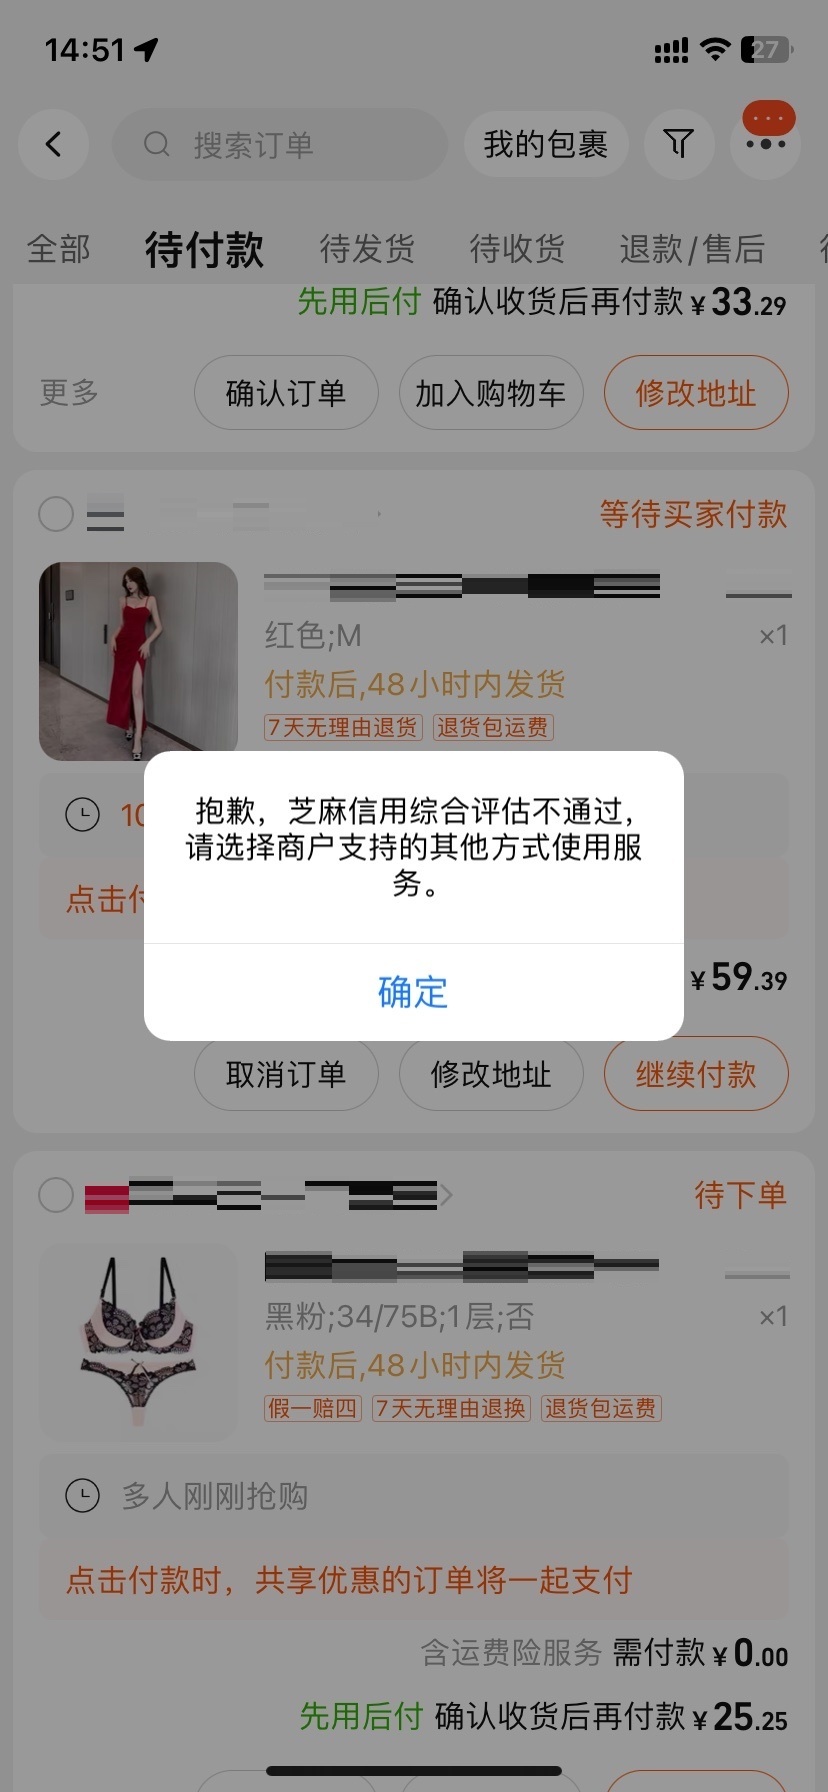 14:51
27
搜索订单
我的包裹
全部 待付款 待发货 待收货 退款/售后
先用后付 确认收货后再付款 ¥33.29
更多 确认订单 加入购物车 修改地址
等待买家付款
红色;M ×1
付款后,48小时内发货
7天无理由退货 退货包运费
10
点击付
抱歉，芝麻信用综合评估不通过，
请选择商户支持的其他方式使用服
务。
确定
¥59.39
取消订单 修改地址 继续付款
待下单
黑粉;34/75B;1层;否 ×1
付款后,48小时内发货
假一赔四 7天无理由退换 退货包运费
多人刚刚抢购
点击付款时，共享优惠的订单将一起支付
含运费险服务 需付款 ¥0.00
先用后付 确认收货后再付款 ¥25.25